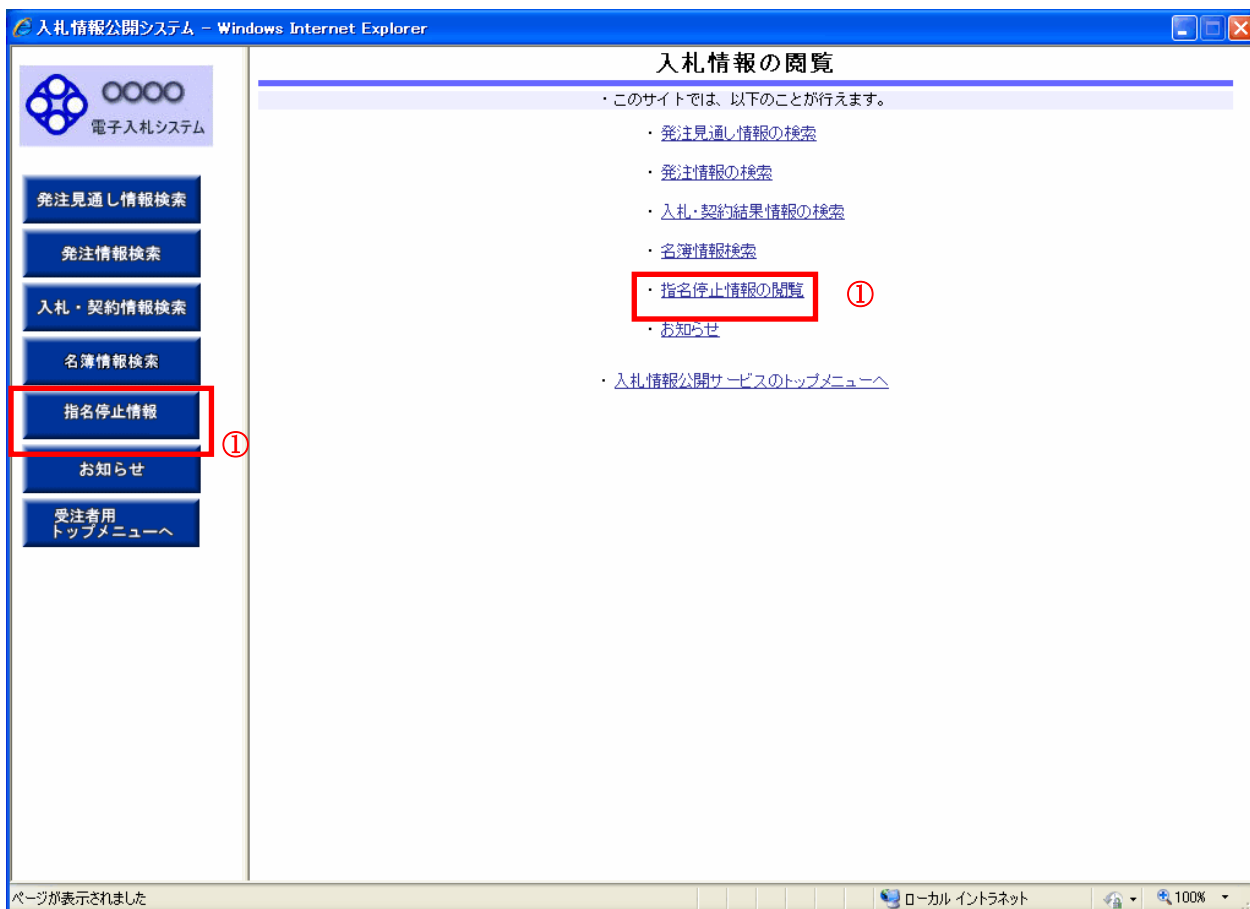 入札情報公開システム - Windows Internet Explorer
〇〇〇〇
電子入札システム
発注見通し情報検索
発注情報検索
入札・契約情報検索
名簿情報検索
指名停止情報
①
お知らせ
受注者用
トップメニューへ
入札情報の閲覧
・このサイトでは、以下のことが行えます。
・発注見通し情報の検索
・発注情報の検索
・入札・契約結果情報の検索
・名簿情報検索
・指名停止情報の閲覧 ①
・お知らせ
・入札情報公開サービスのトップメニューへ
ページが表示されました
ローカル イントラネット
100%